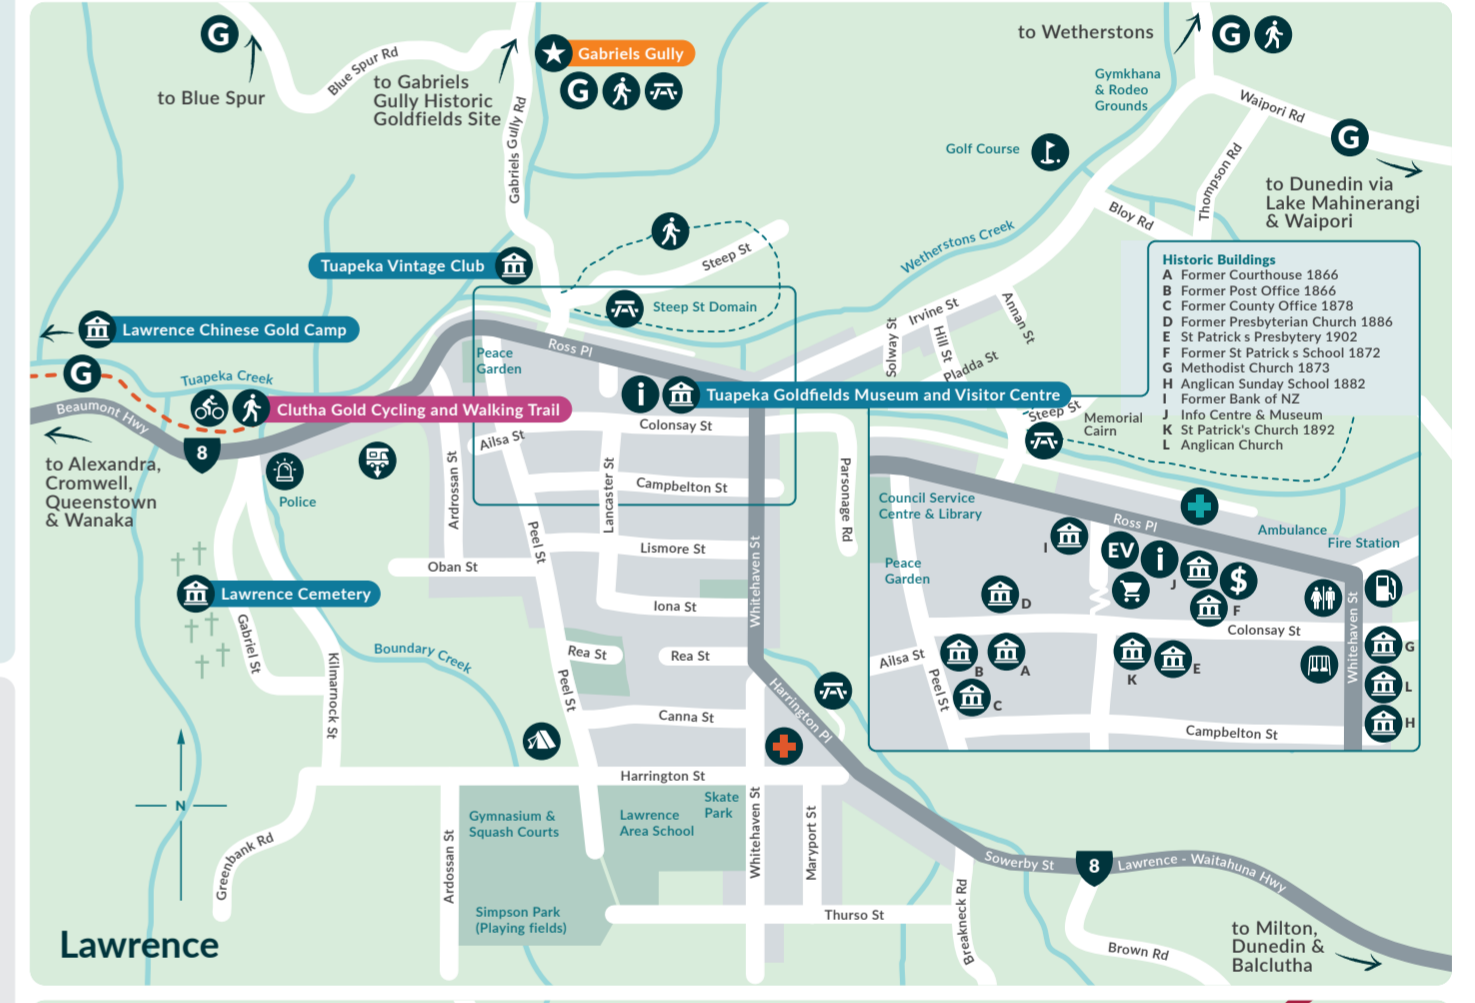 G
to Blue Spur
Blue Spur Rd
to Gabriels
Gully Historic
Goldfields Site
Gabriels Gully Rd
Gabriels Gully
G
to Wetherstons
G
Gymkhana
& Rodeo
Grounds
Waipori Rd
G
Golf Course
Thompson Rd
to Dunedin via
Lake Mahinerangi
& Waipori
Bloy Rd
Wetherstons Creek
Steep St
Tuapeka Vintage Club
Steep St Domain
Lawrence Chinese Gold Camp
G
Tuapeka Creek
Beaumont Hwy
Clutha Gold Cycling and Walking Trail
8
to Alexandra,
Cromwell,
Queenstown
& Wanaka
Police
Peace
Garden
Ross Pl
i
Tuapeka Goldfields Museum and Visitor Centre
Irvine St
Solway St
Hill St
Annan St
Pladda St
Colonsay St
Ailsa St
Ardrossan St
Lancaster St
Campbelton St
Parsonage Rd
Peel St
Lismore St
Oban St
Whitehaven St
Iona St
Lawrence Cemetery
Gabriel St
Kilmarnock St
Boundary Creek
Rea St
Rea St
Peel St
Canna St
Harrington Pl
Harrington St
N
Greenbank Rd
Ardossan St
Gymnasium &
Squash Courts
Lawrence
Area School
Skate
Park
Whitehaven St
Maryport St
Simpson Park
(Playing fields)
Thurso St
Breakneck Rd
Sowerby St
8
Lawrence - Waitahuna Hwy
Brown Rd
to Milton,
Dunedin &
Balclutha
Lawrence
Historic Buildings
A Former Courthouse 1866
B Former Post Office 1866
C Former County Office 1878
D Former Presbyterian Church 1886
E St Patrick s Presbytery 1902
F Former St Patrick s School 1872
G Methodist Church 1873
H Anglican Sunday School 1882
I Former Bank of NZ
J Info Centre & Museum
K St Patrick's Church 1892
L Anglican Church
Steep St
Memorial
Cairn
Council Service
Centre & Library
Ross Pl
Ambulance
Fire Station
Peace
Garden
I
EV
i
J
$
F
D
Colonsay St
Whitehaven St
Ailsa St
B
A
C
Peel St
K
E
G
L
H
Campbelton St